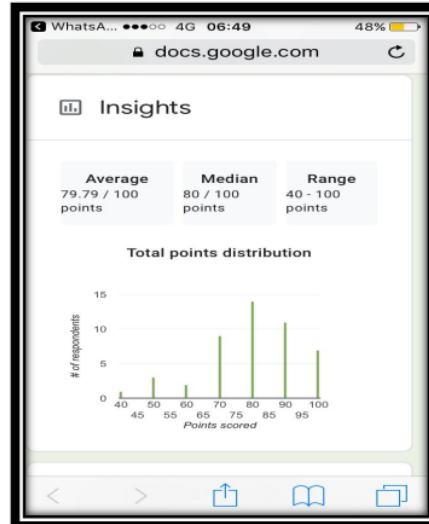 WhatsA... 4G 06:49 48%
docs.google.com
Insights
Average Median Range
79.79 / 100 80 / 100 40 - 100
points points points
Total points distribution
15
10
5
0
# of respondents
40 50 60 70 80 90 100
45 55 65 75 85 95
Points scored